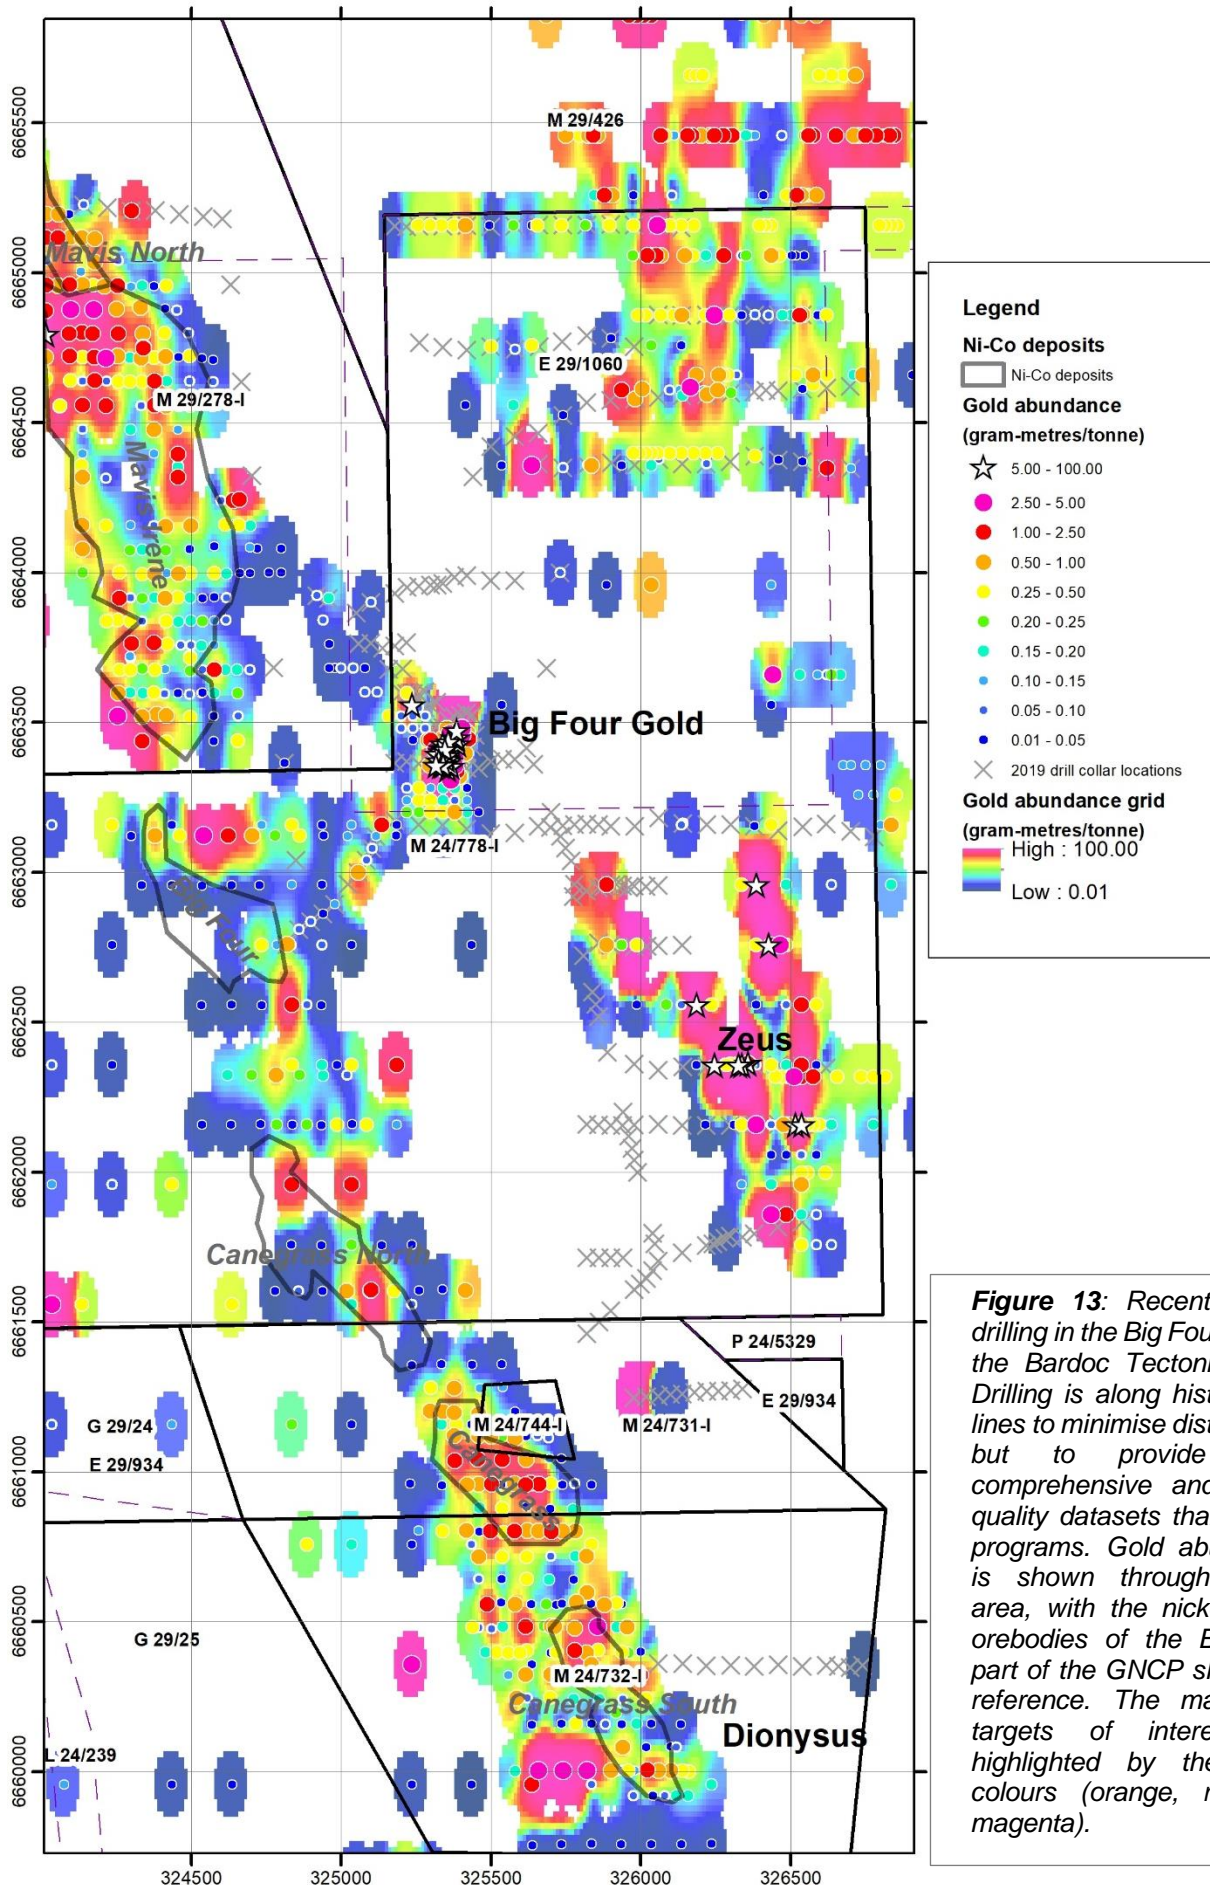 6665500
6665000
6664500
6664000
6663500
6663000
6662500
6662000
6661500
6661000
6660500
6660000
324500
325000
325500
326000
326500
M 29/426
Mavis North
E 29/1060
M 29/278-I
Mavis Irene
Big Four Gold
M 24/778-I
Big Four
Zeus
Canegrass North
P 24/5329
E 29/934
M 24/744-I
M 24/731-I
G 29/24
E 29/934
Canegrass
G 29/25
M 24/732-I
Canegrass South
Dionysus
L 24/239
Legend
Ni-Co deposits
Ni-Co deposits
Gold abundance
(gram-metres/tonne)
5.00 - 100.00
2.50 - 5.00
1.00 - 2.50
0.50 - 1.00
0.25 - 0.50
0.20 - 0.25
0.15 - 0.20
0.10 - 0.15
0.05 - 0.10
0.01 - 0.05
2019 drill collar locations
Gold abundance grid
(gram-metres/tonne)
High : 100.00
Low : 0.01
Figure 13: Recent
drilling in the Big Fou
the Bardoc Tectoni
Drilling is along hist
lines to minimise dist
but to provide
comprehensive and
quality datasets tha
programs. Gold abu
is shown through
area, with the nick
orebodies of the E
part of the GNCP sl
reference. The ma
targets of intere
highlighted by the
colours (orange, r
magenta).